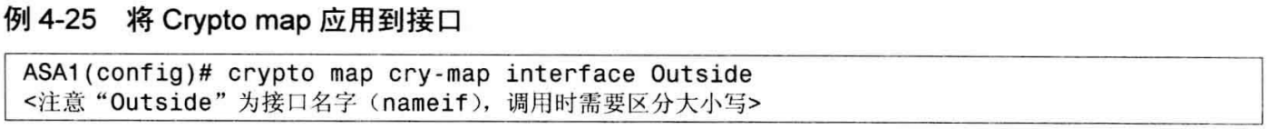 例 4-25 将 Crypto map 应用到接口
ASA1(config)# crypto map cry-map interface Outside
<注意“Outside”为接口名字（nameif），调用时需要区分大小写>